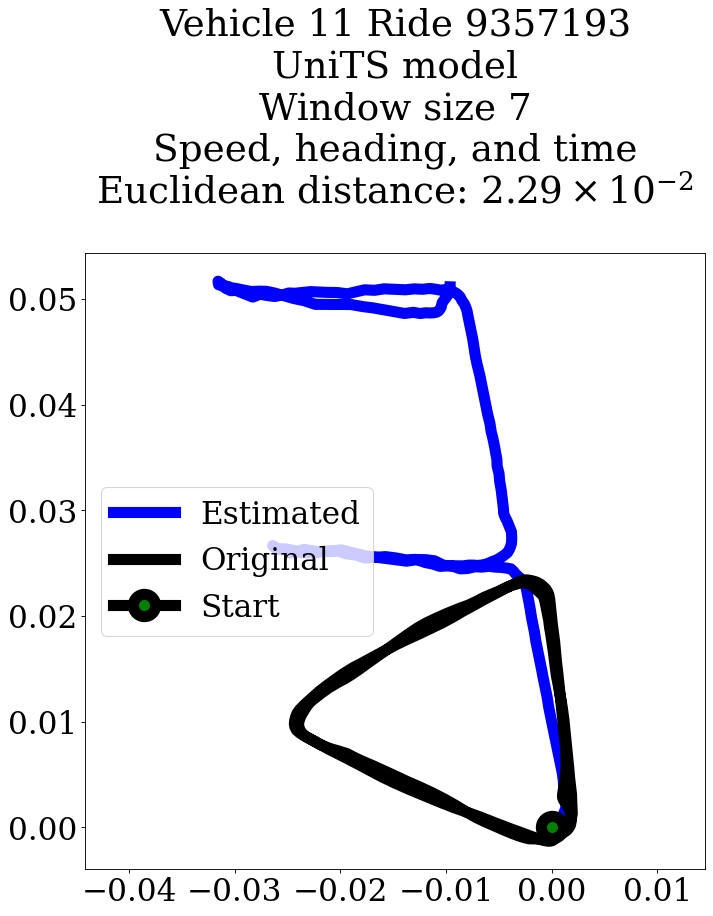 Vehicle 11 Ride 9357193
UniTS model
Window size 7
Speed, heading, and time
Euclidean distance: 2.29 × 10⁻²
0.05
0.04
0.03
0.02
0.01
0.00
Estimated
Original
Start
−0.04 −0.03 −0.02 −0.01 0.00 0.01